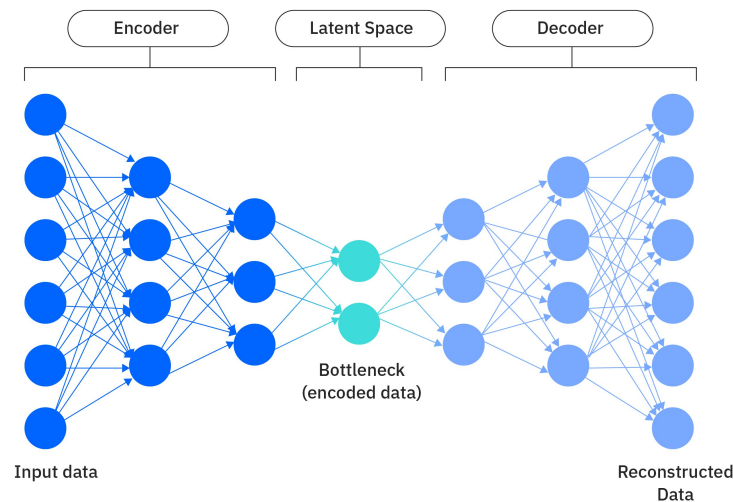 Encoder
Latent Space
Decoder
Bottleneck
(encoded data)
Input data
Reconstructed
Data